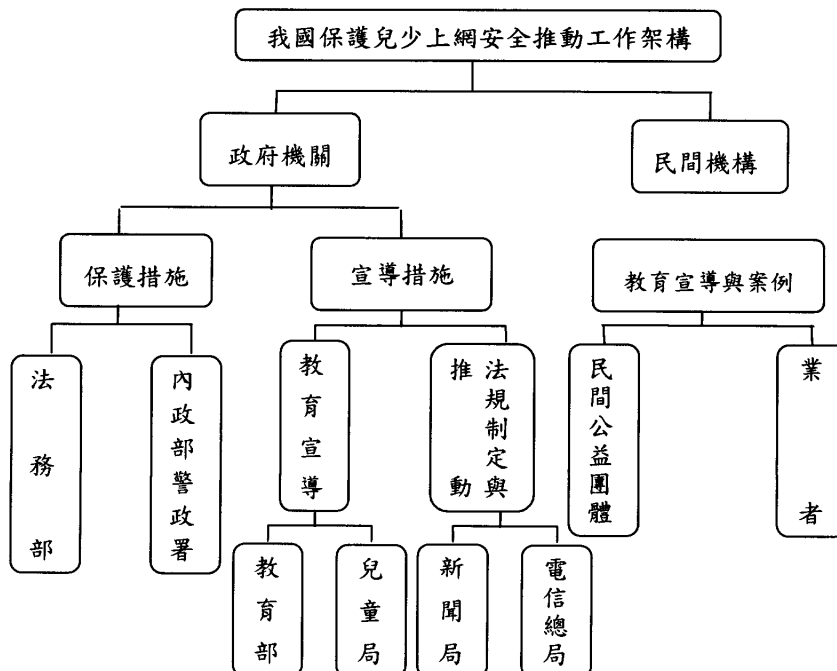 我國保護兒少上網安全推動工作架構
政府機關
民間機構
保護措施
宣導措施
教育宣導與案例
法務部
內政部警政署
教育宣導
法規制定與
推動
民間公益團體
業者
教育部
兒童局
新聞局
電信總局